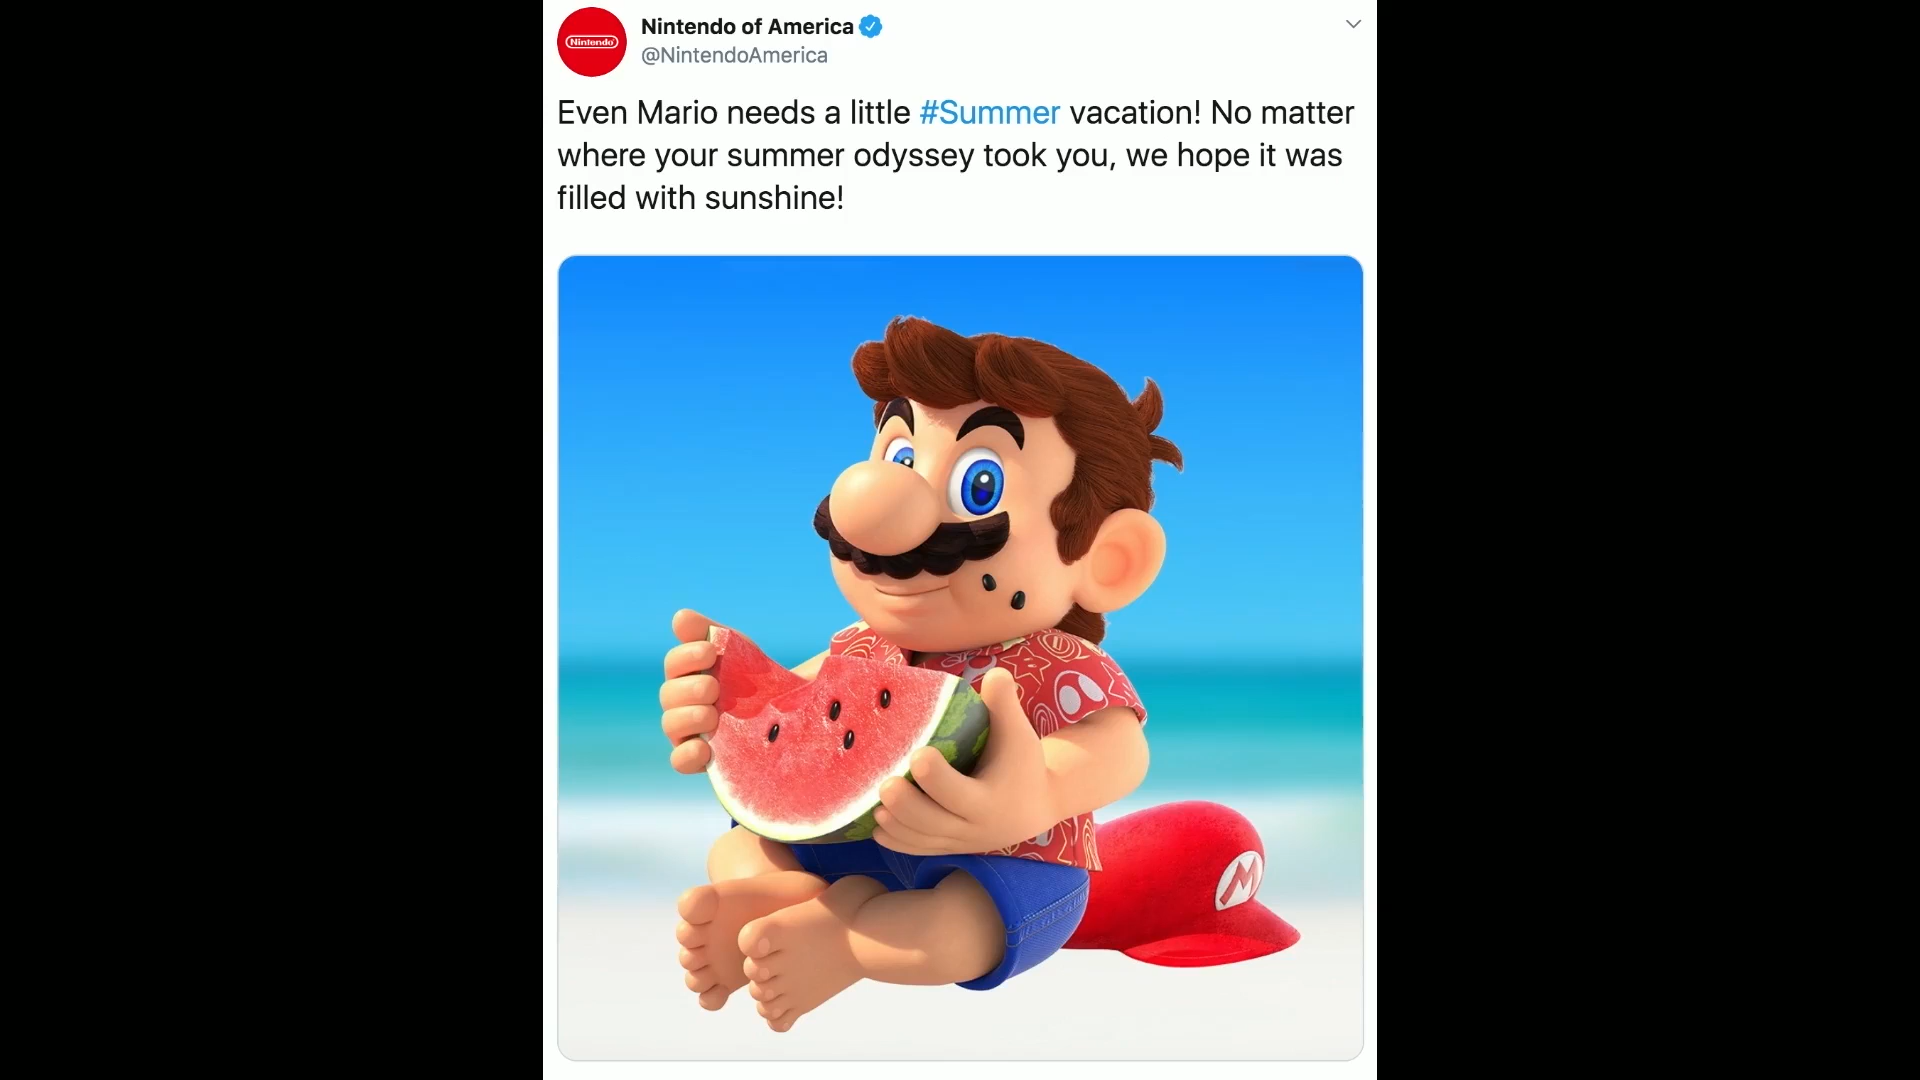 Nintendo
Nintendo of America
@NintendoAmerica
Even Mario needs a little #Summer vacation! No matter
where your summer odyssey took you, we hope it was
filled with sunshine!
M